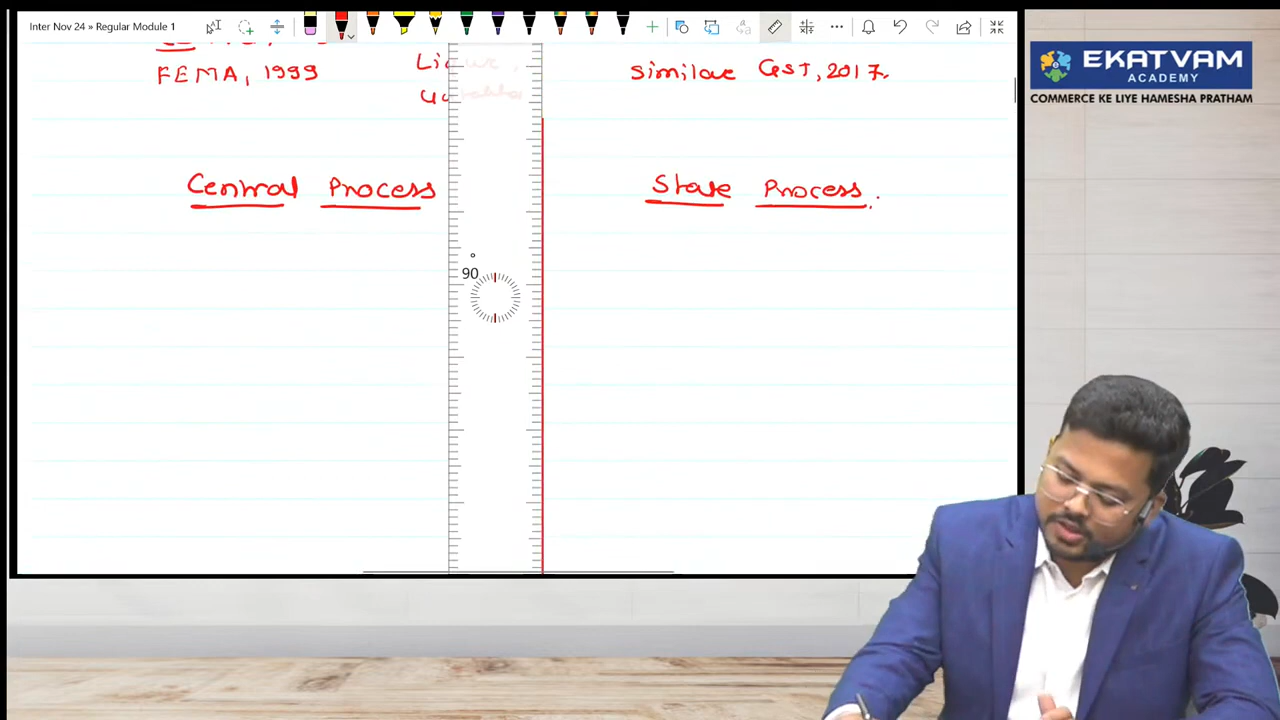 Inter Nov 24 » Regular Module 1
FEMA, 1999
Similar GST, 2017.
Central Process
State Process.
90
°
EKATVAM
ACADEMY
COMMERCE KE LIYE HAMESHA PRATHAM